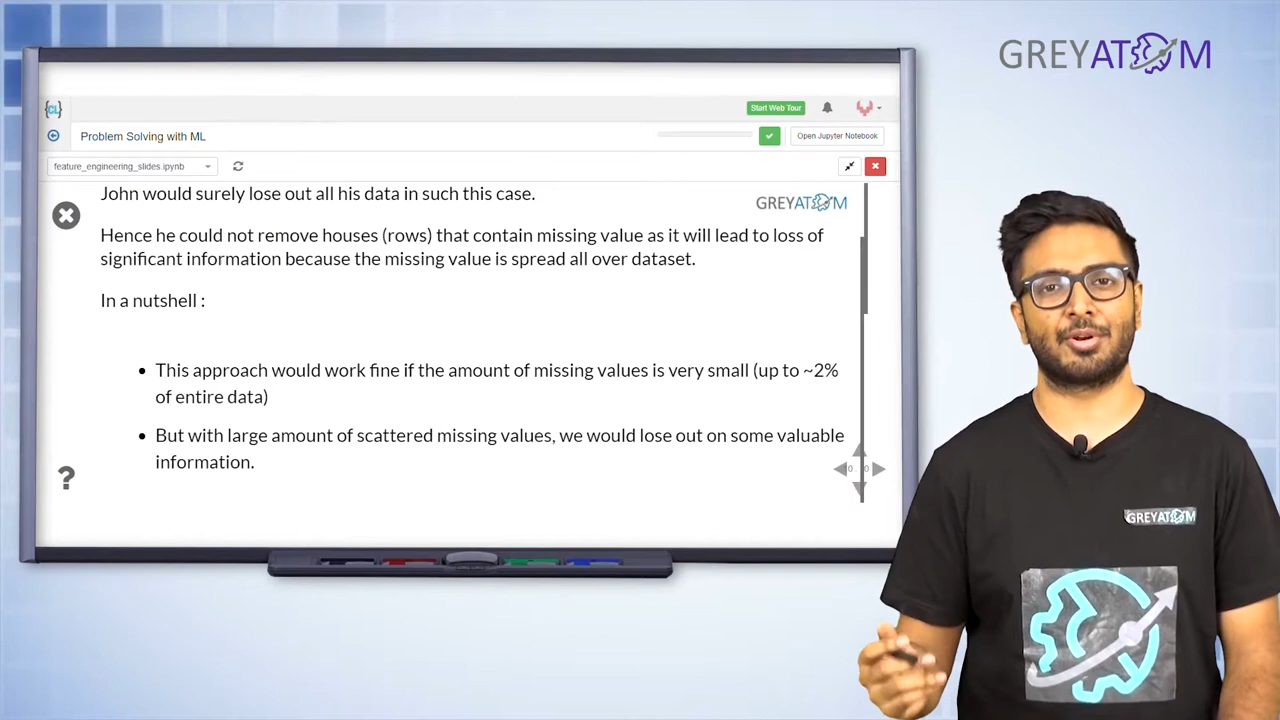 GREYATOM
{CL}
Start Web Tour
Problem Solving with ML
Open Jupyter Notebook
feature_engineering_slides.ipynb
John would surely lose out all his data in such this case.
GREYATOM
Hence he could not remove houses (rows) that contain missing value as it will lead to loss of
significant information because the missing value is spread all over dataset.
In a nutshell :
• This approach would work fine if the amount of missing values is very small (up to ~2%
of entire data)
• But with large amount of scattered missing values, we would lose out on some valuable
information.
?
GREYATOM